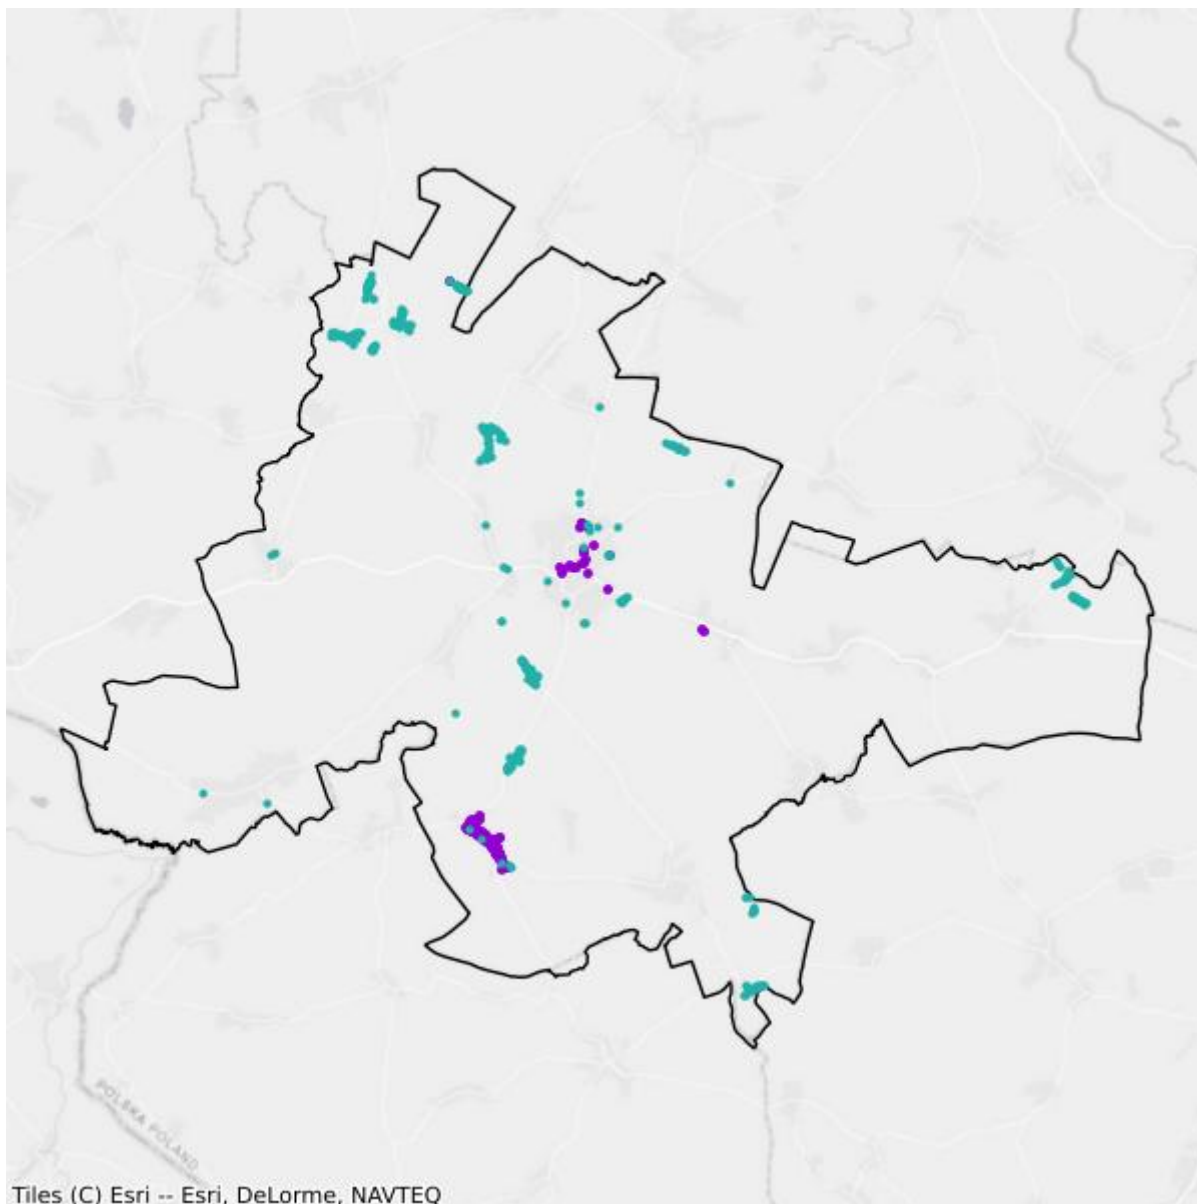 POLSKA POLAND
Tiles (C) Esri -- Esri, DeLorme, NAVTEQ